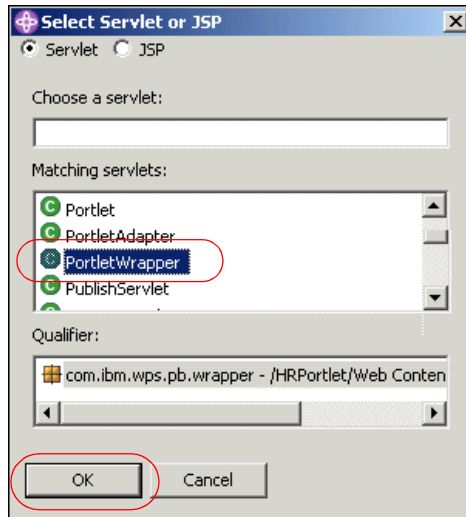 Select Servlet or JSP
Servlet JSP
Choose a servlet:
Matching servlets:
Portlet
PortletAdapter
PortletWrapper
PublishServlet
Qualifier:
com.ibm.wps.pb.wrapper - /HRPortlet/Web Conten
OK Cancel